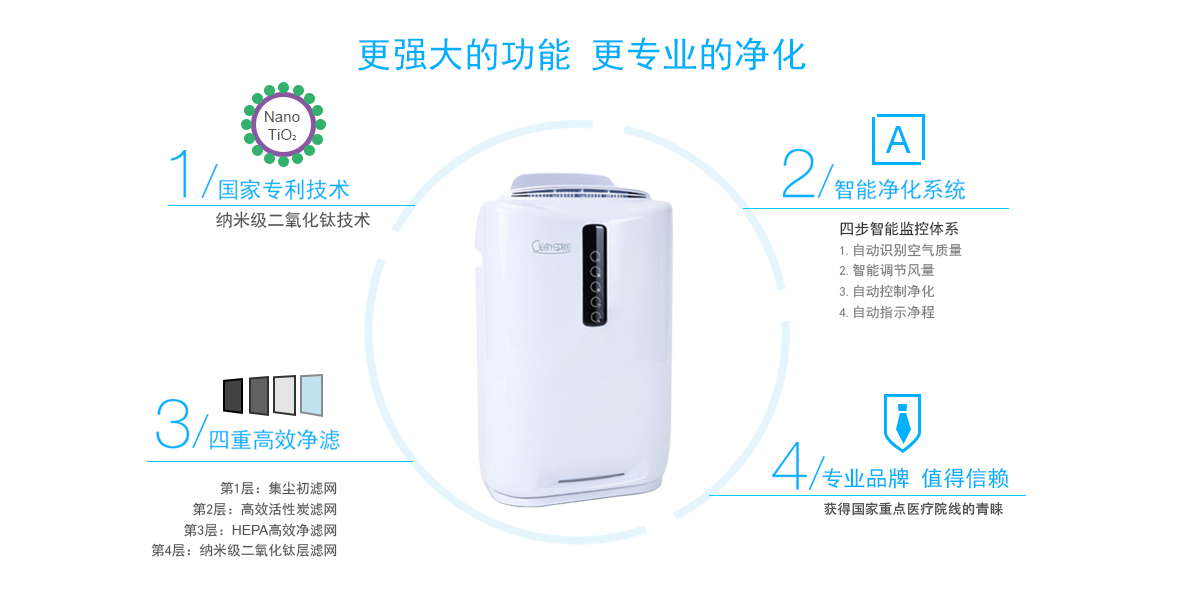 更强大的功能 更专业的净化
Nano
TiO₂
1/国家专利技术
纳米级二氧化钛技术
A
2/智能净化系统
四步智能监控体系
1. 自动识别空气质量
2. 智能调节风量
3. 自动控制净化
4. 自动指示净程
3/四重高效净滤
第1层：集尘初滤网
第2层：高效活性炭滤网
第3层：HEPA高效净滤网
第4层：纳米级二氧化钛层滤网
4/专业品牌 值得信赖
获得国家重点医疗院线的青睐